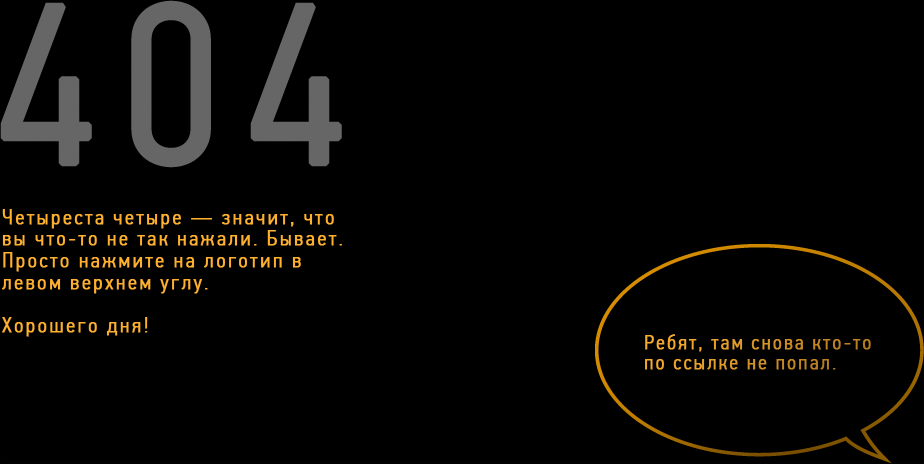 404
Четыреста четыре — значит, что
вы что-то не так нажали. Бывает.
Просто нажмите на логотип в
левом верхнем углу.
Хорошего дня!
Ребят, там снова кто-то
по ссылке не попал.